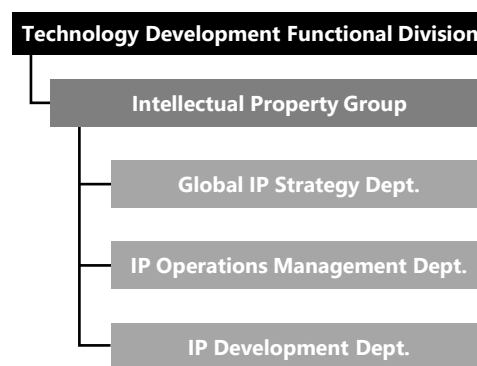 Technology Development Functional Division
Intellectual Property Group
Global IP Strategy Dept.
IP Operations Management Dept.
IP Development Dept.